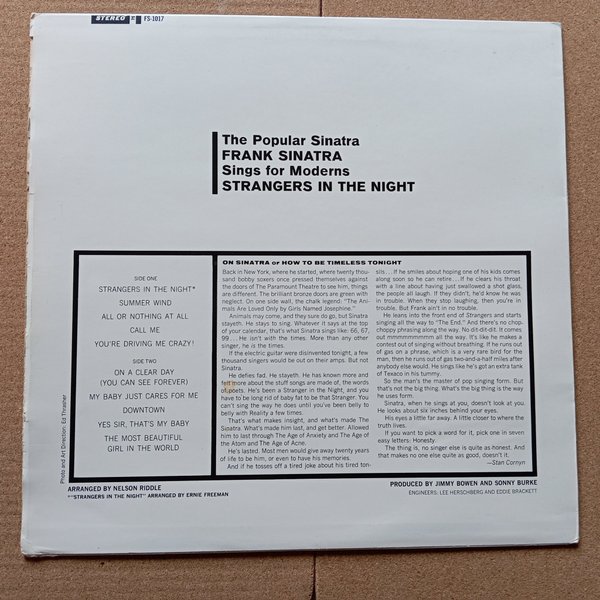 STEREO
FS-1017
The Popular Sinatra
FRANK SINATRA
Sings for Moderns
STRANGERS IN THE NIGHT
SIDE ONE
STRANGERS IN THE NIGHT*
SUMMER WIND
ALL OR NOTHING AT ALL
CALL ME
YOU'RE DRIVING ME CRAZY!
SIDE TWO
ON A CLEAR DAY
(YOU CAN SEE FOREVER)
MY BABY JUST CARES FOR ME
DOWNTOWN
YES SIR, THAT'S MY BABY
THE MOST BEAUTIFUL
GIRL IN THE WORLD
ON SINATRA or HOW TO BE TIMELESS TONIGHT
Back in New York, where he started, where twenty thou-
sand bobby soxers once pressed themselves against
the doors of The Paramount Theatre to see him, things
are different. The brilliant bronze doors are green with
neglect. On one side wall, the chalk legend: "The Ani-
mals Are Loved Only by Girls Named Josephine."
Animals may come, and they sure do go, but Sinatra
stayeth. He stays to sing. Whatever it says at the top
of your calendar, that's what Sinatra sings like: 66, 67,
99... He isn't with the times. More than any other
singer, he is the times.
If the electric guitar were disinvented tonight, a few
thousand singers would be out on their amps. But not
Sinatra.
He defies fad. He stayeth. He has known more and
felt more about the stuff songs are made of, the words
of poets. He's been a Stranger in the Night, and you
have to be long rid of baby fat to be that Stranger. You
can't sing the way he does until you've been belly to
belly with Reality a few times.
That's what makes insight, and what's made The
Sinatra. What's made him last, and get better. Allowed
him to last through The Age of Anxiety and The Age of
the Atom and The Age of Acne.
He's lasted. Most men would give away twenty years
of life to be him, or even to have his memories.
And if he tosses off a tired joke about his tired ton-
sils... If he smiles about hoping one of his kids comes
along soon so he can retire... If he clears his throat
with a line about having just swallowed a shot glass,
the people all laugh. If they didn't, he'd know he was
in trouble. When they stop laughing, then you're in
trouble. But Frank ain't in no trouble.
He leans into the front end of Strangers and starts
singing all the way to "The End." And there's no chop-
choppy phrasing along the way. No dit-dit-dit. It comes
out mmmmmmmmm all the way. It's like he makes a
contest out of singing without breathing. If he runs out
of gas on a phrase, which is a very rare bird for the
man, then he runs out of gas two-and-a-half miles after
anybody else would. He sings like he's got an extra tank
of Texaco in his tummy.
So the man's the master of pop singing form. But
that's not the big thing. What's the big thing is the way
he uses form.
Sinatra, when he sings at you, doesn't look at you.
He looks about six inches behind your eyes.
His eyes a little far away. A little closer to where the
truth lives.
If you want to pick a word for it, pick one in seven
easy letters: Honesty.
The thing is, no singer else is quite as honest. And
that makes no one else quite as good, doesn't it.
—Stan Cornyn
Photo and Art Direction: Ed Thrasher
ARRANGED BY NELSON RIDDLE
*"STRANGERS IN THE NIGHT" ARRANGED BY ERNIE FREEMAN
PRODUCED BY JIMMY BOWEN AND SONNY BURKE
ENGINEERS: LEE HERSCHBERG AND EDDIE BRACKETT